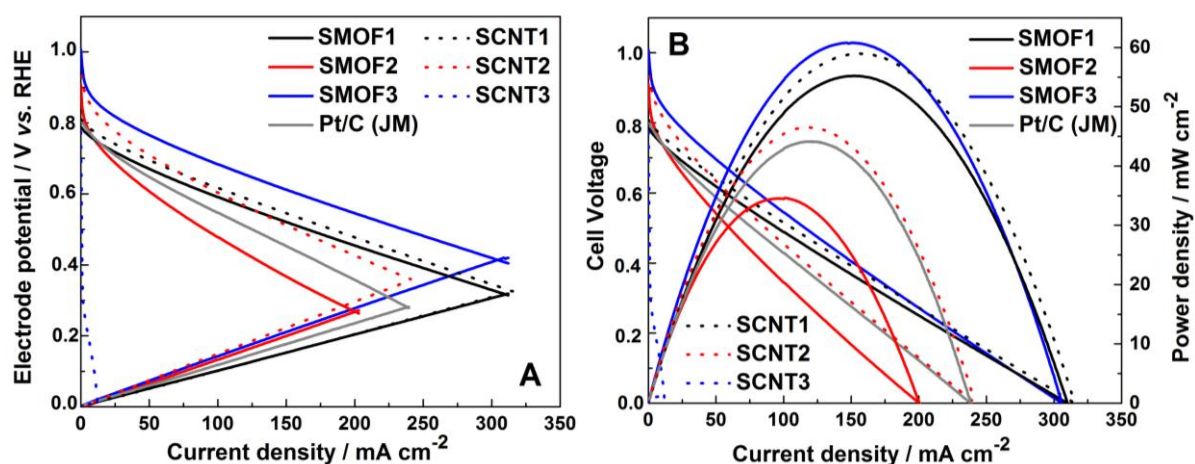 SMOF1
SMOF2
SMOF3
Pt/C (JM)
SCNT1
SCNT2
SCNT3
A
1.0
0.8
0.6
0.4
0.2
0.0
Electrode potential / V vs. RHE
0 50 100 150 200 250 300 350
Current density / mA cm⁻²
B
SMOF1
SMOF2
SMOF3
Pt/C (JM)
SCNT1
SCNT2
SCNT3
1.0
0.8
0.6
0.4
0.2
0.0
Cell Voltage
60
50
40
30
20
10
0
Power density / mW cm⁻²
0 50 100 150 200 250 300
Current density / mA cm⁻²